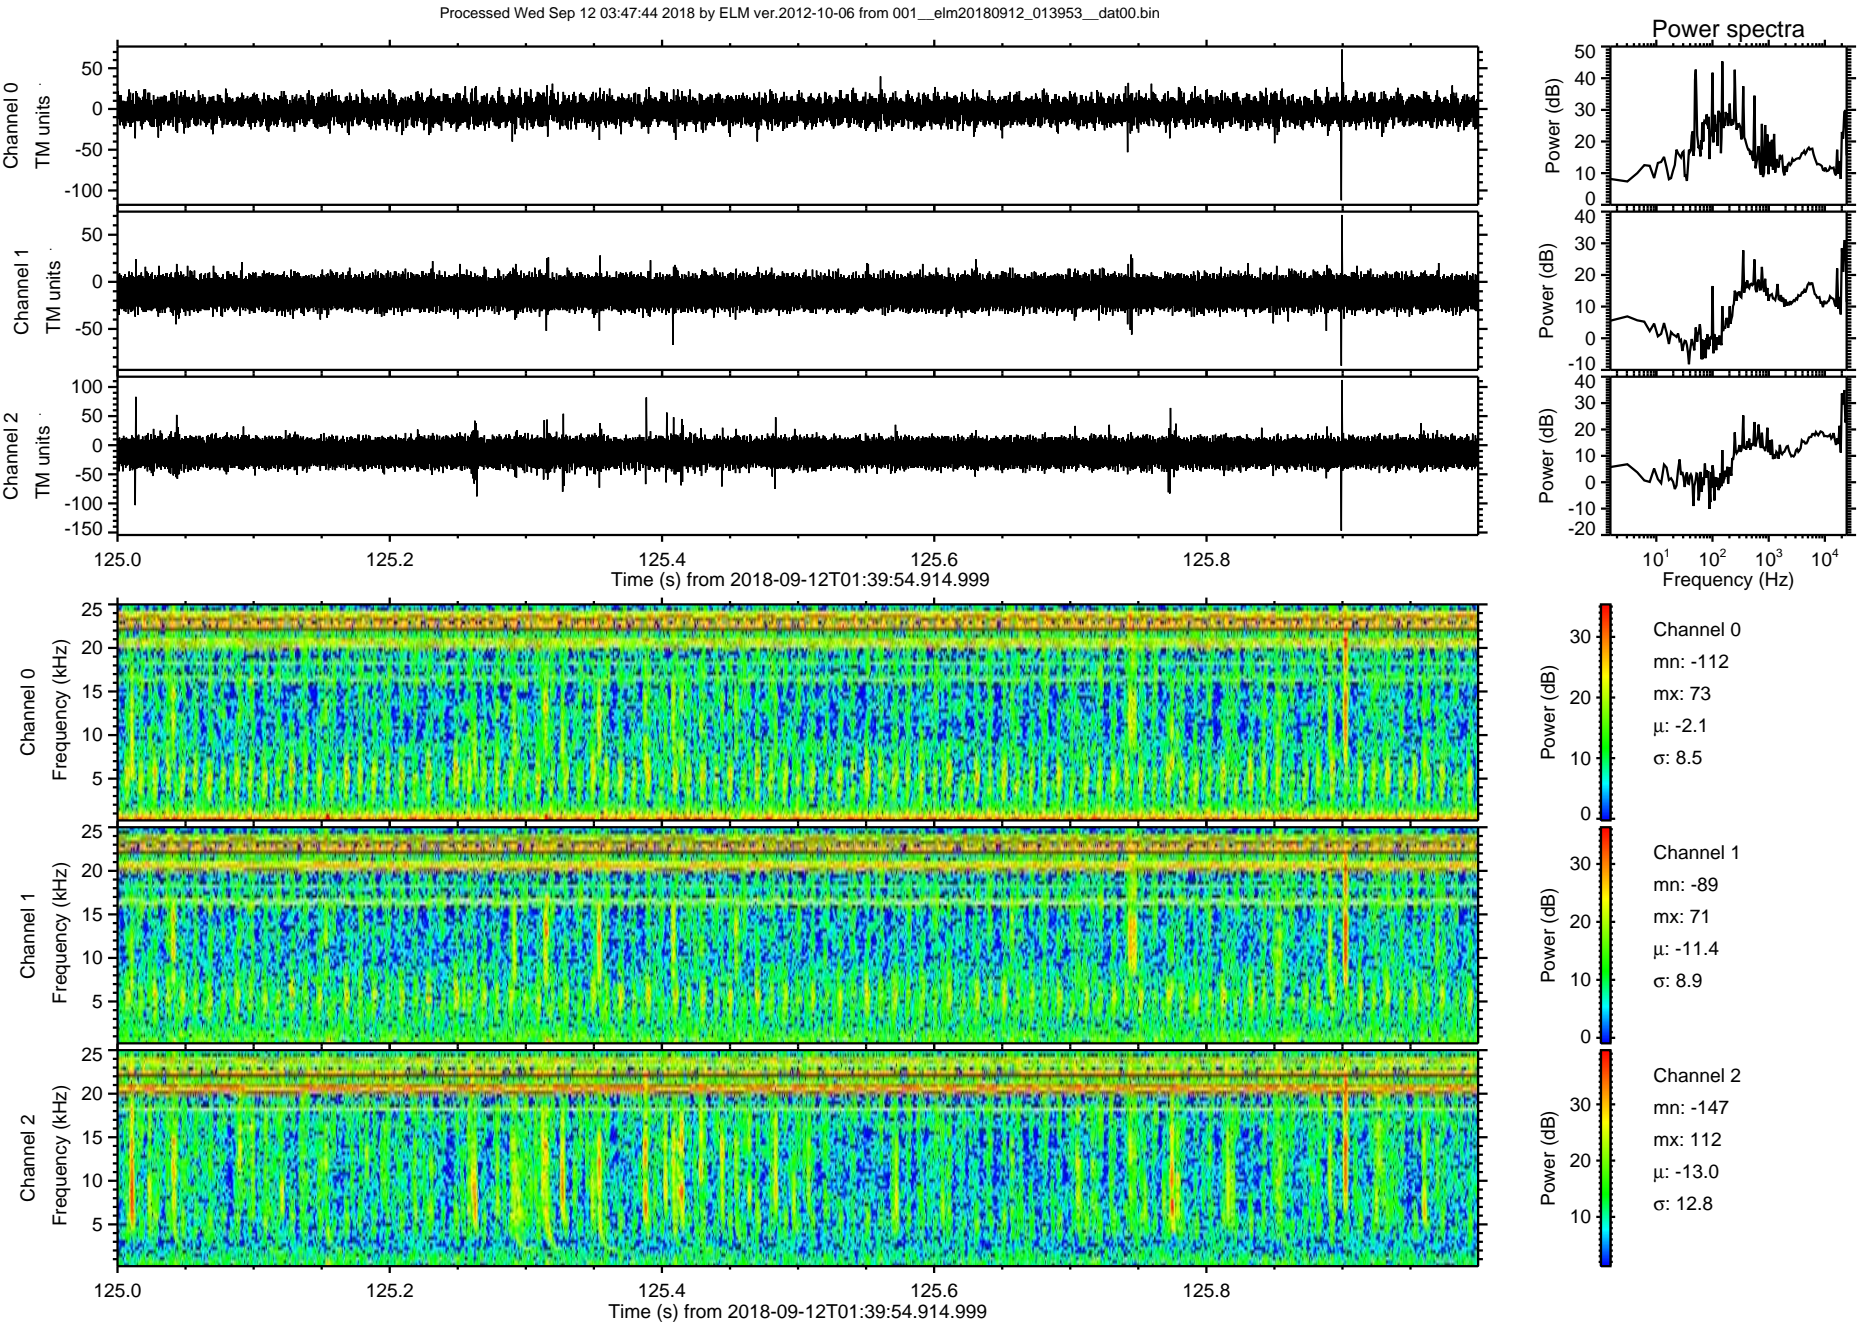 Processed Wed Sep 12 03:47:44 2018 by ELM ver.2012-10-06 from 001__elm20180912_013953__dat00.bin
Power spectra
Channel 0
TM units
50
0
-50
-100
Power (dB)
50
40
30
20
10
0
Channel 1
TM units
50
0
-50
Power (dB)
40
30
20
10
0
-10
Channel 2
TM units
100
50
0
-50
-100
-150
Power (dB)
40
30
20
10
0
-10
-20
125.0 125.2 125.4 125.6 125.8
Time (s) from 2018-09-12T01:39:54.914.999
10^1 10^2 10^3 10^4
Frequency (Hz)
Channel 0
Frequency (kHz)
25
20
15
10
5
Power (dB)
30
20
10
0
Channel 0
mn: -112
mx: 73
μ: -2.1
σ: 8.5
Channel 1
Frequency (kHz)
25
20
15
10
5
Power (dB)
30
20
10
0
Channel 1
mn: -89
mx: 71
μ: -11.4
σ: 8.9
Channel 2
Frequency (kHz)
25
20
15
10
5
Power (dB)
30
20
10
Channel 2
mn: -147
mx: 112
μ: -13.0
σ: 12.8
125.0 125.2 125.4 125.6 125.8
Time (s) from 2018-09-12T01:39:54.914.999